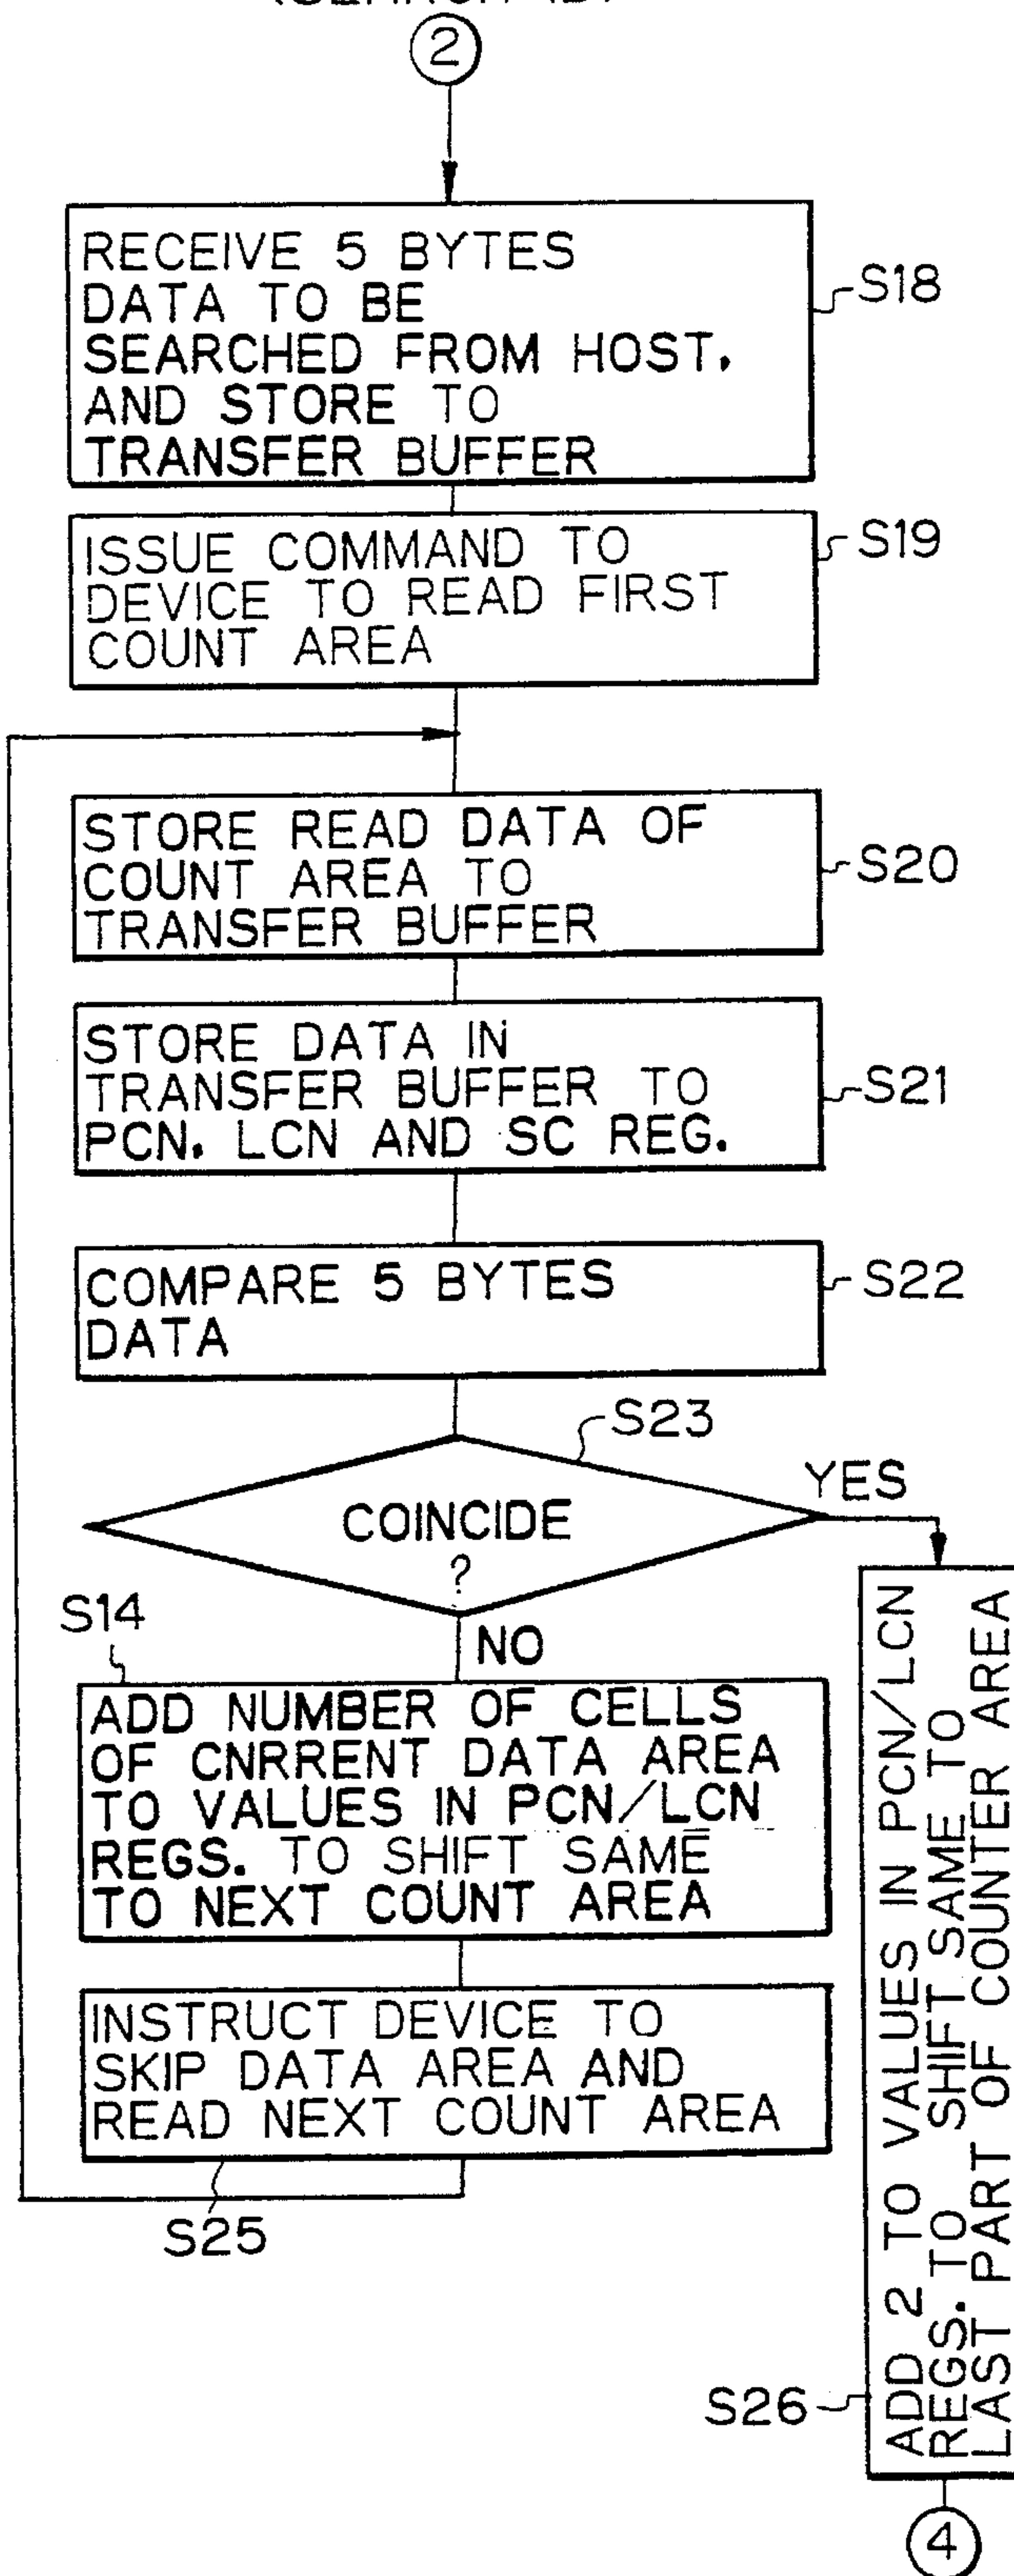 2
RECEIVE 5 BYTES
DATA TO BE
SEARCHED FROM HOST.
AND STORE TO
TRANSFER BUFFER
S18
ISSUE COMMAND TO
DEVICE TO READ FIRST
COUNT AREA
S19
STORE READ DATA OF
COUNT AREA TO
TRANSFER BUFFER
S20
STORE DATA IN
TRANSFER BUFFER TO
PCN. LCN AND SC REG.
S21
COMPARE 5 BYTES
DATA
S22
S23
COINCIDE
?
YES
NO
S14
ADD NUMBER OF CELLS
OF CNRRENT DATA AREA
TO VALUES IN PCN/LCN
REGS. TO SHIFT SAME
TO NEXT COUNT AREA
INSTRUCT DEVICE TO
SKIP DATA AREA AND
READ NEXT COUNT AREA
S25
ADD 2 TO VALUES IN PCN/LCN
REGS. TO SHIFT SAME TO
LAST PART OF COUNTER AREA
S26
4